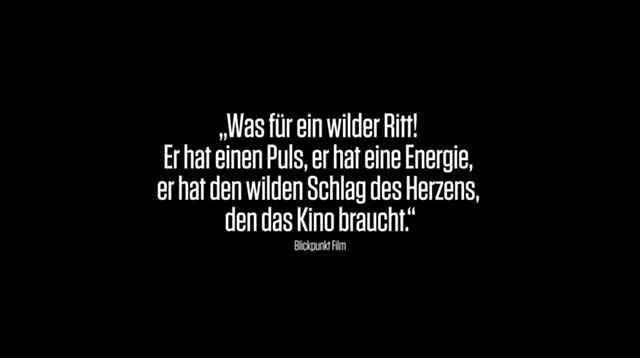 „Was für ein wilder Ritt!
Er hat einen Puls, er hat eine Energie,
er hat den wilden Schlag des Herzens,
den das Kino braucht.“
Blickpunkt Film